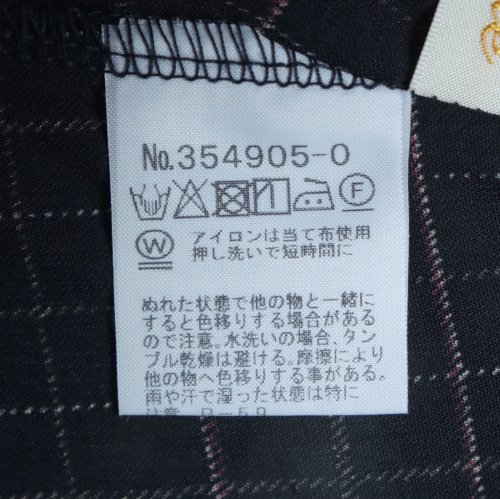 No.354905-0
F
W
アイロンは当て布使用
押し洗いで短時間に
ぬれた状態で他の物と一緒に
すると色移りする場合がある
ので注意。水洗いの場合、タン
ブル乾燥は避ける。摩擦により
他の物へ色移りする事がある。
雨や汗で湿った状態は特に
注意